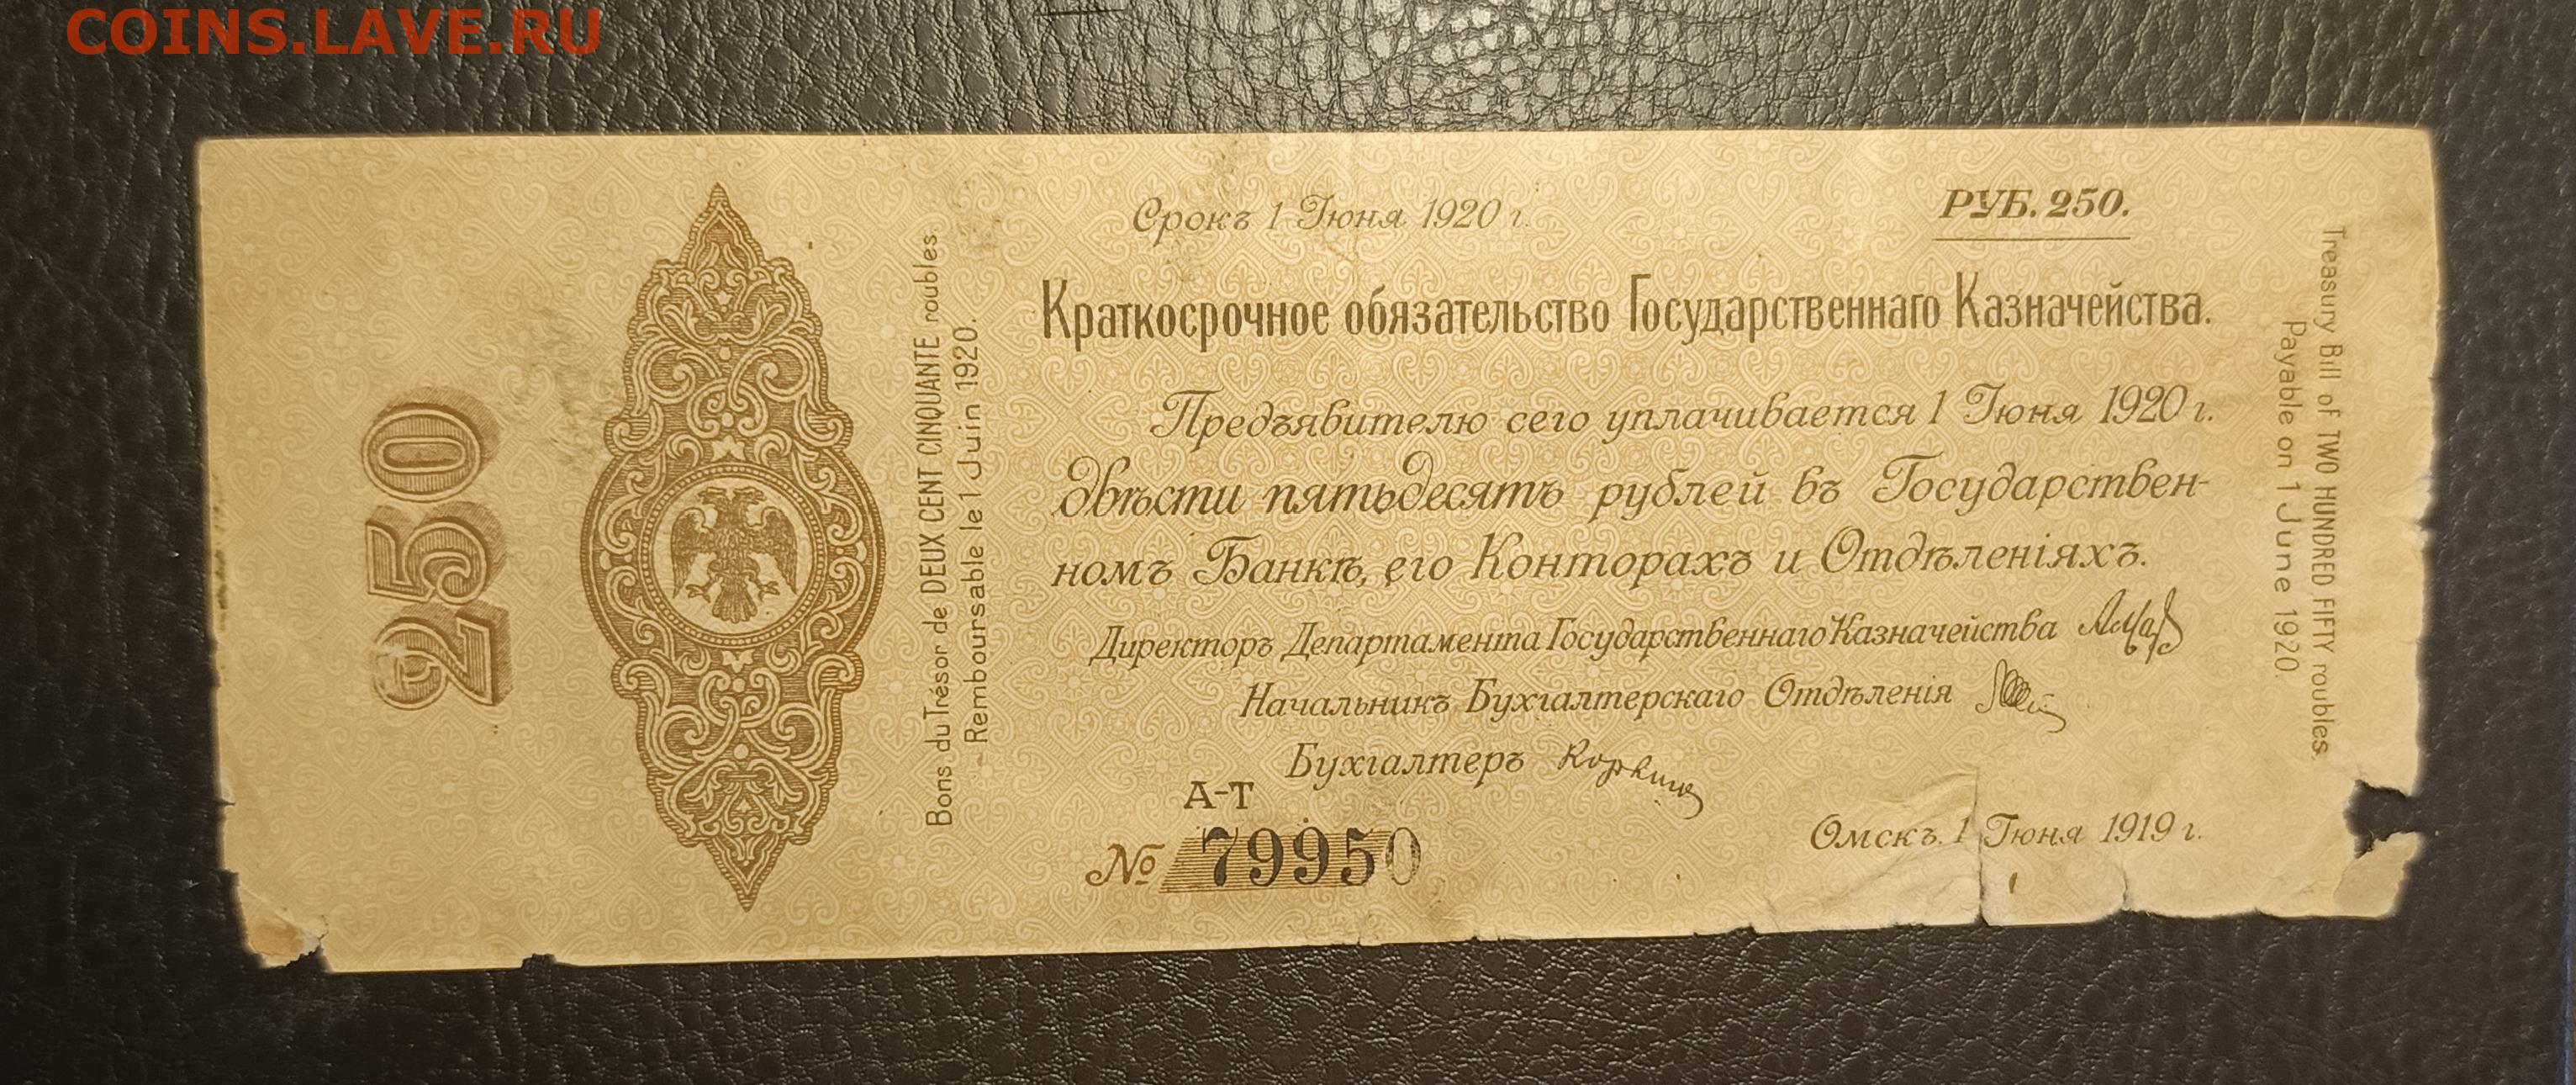 COINS.LAVE.RU
250
Bons du Trésor de DEUX CENT CINQUANTE roubles.
Remboursable le 1 Juin 1920.
Срокъ 1 Іюня 1920 г.
РУБ. 250.
Краткосрочное обязательство Государственнаго Казначейства.
Предъявителю сего уплачивается 1 Іюня 1920 г.
двѣсти пятьдесятъ рублей въ Государствен-
номъ Банкѣ, его Конторахъ и Отдѣленіяхъ.
Директоръ Департамента Государственнаго Казначейства
Начальникъ Бухгалтерскаго Отдѣленія
Бухгалтеръ
А-Т
№ 79950
Омскъ. 1 Іюня 1919 г.
Treasury Bill of TWO HUNDRED FIFTY roubles.
Payable on 1 June 1920.